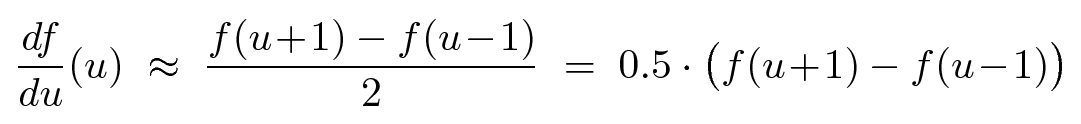 df/du (u) ≈ (f(u+1) − f(u−1))/2 = 0.5 · (f(u+1) − f(u−1))